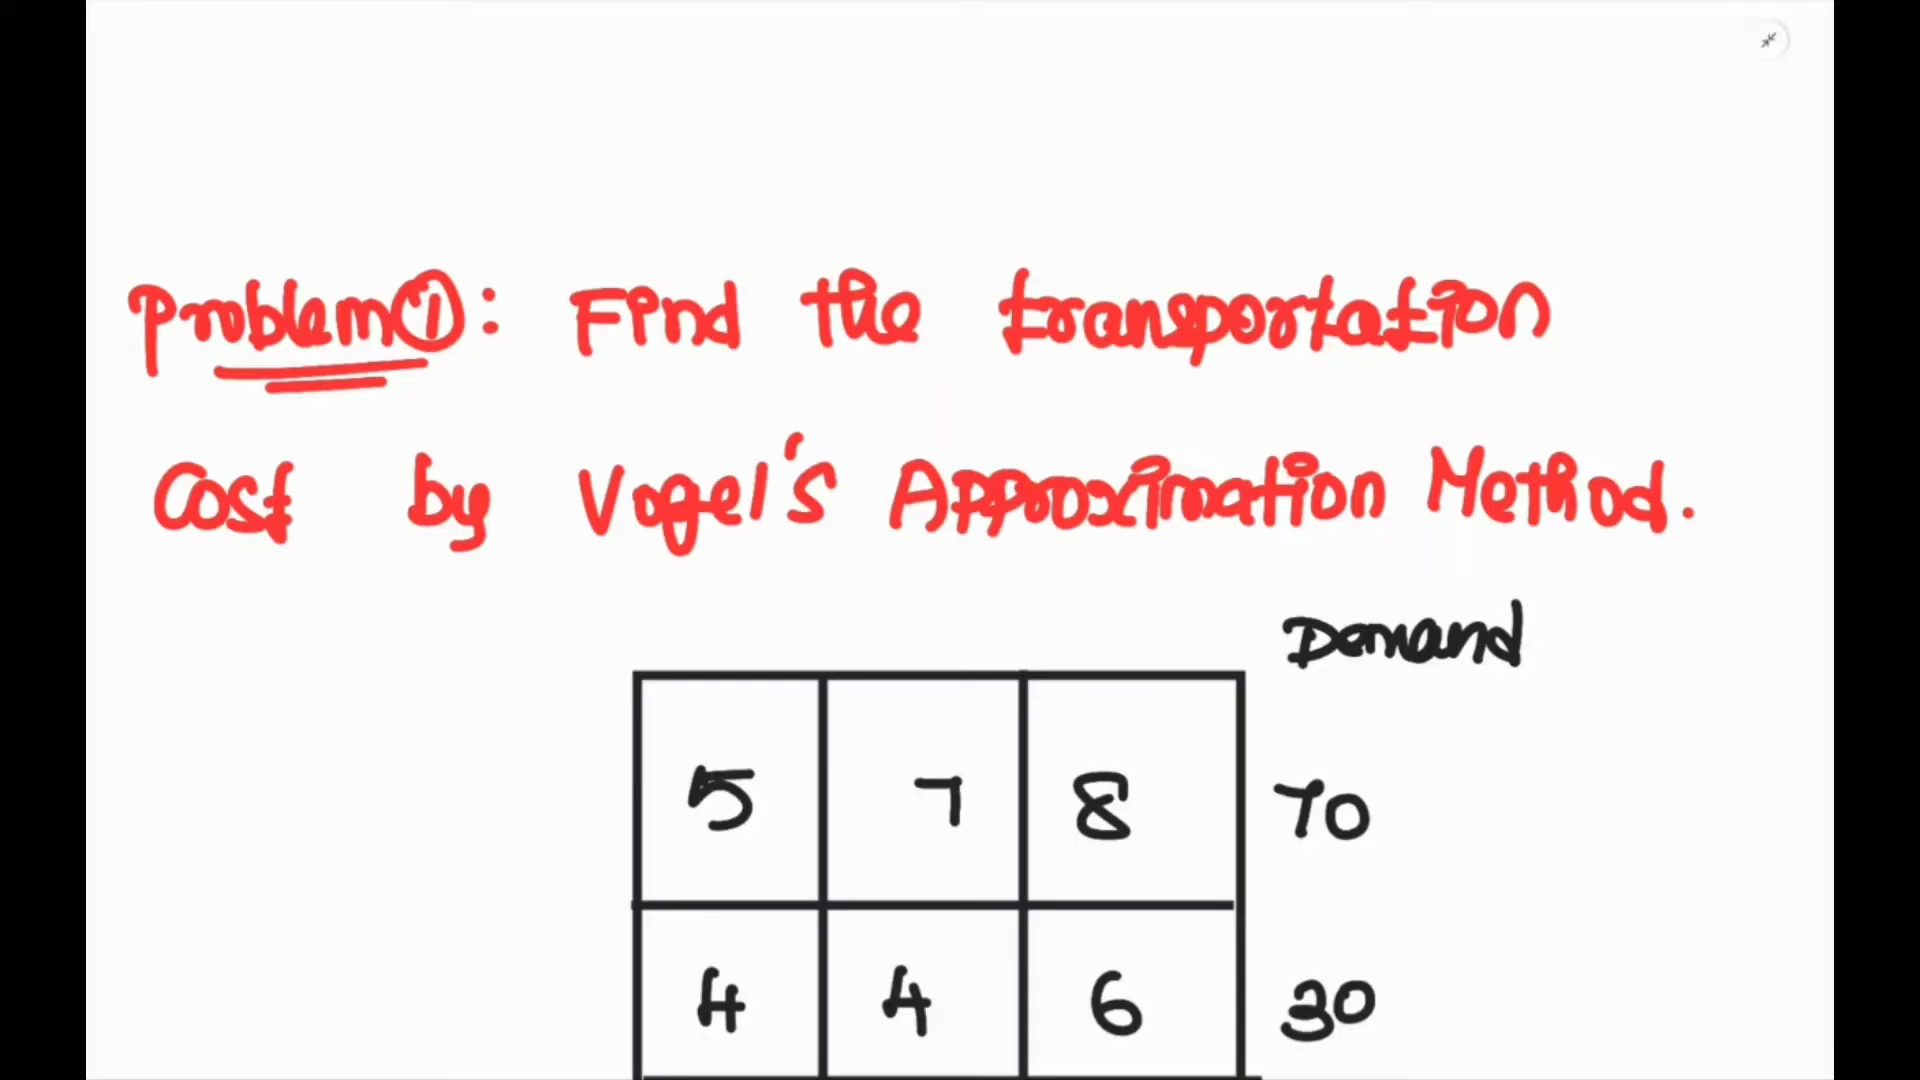 Problem①: Find the transportation
Cost by Vogel's Approximation Method.
Demand
5 7 8 70
4 4 6 30